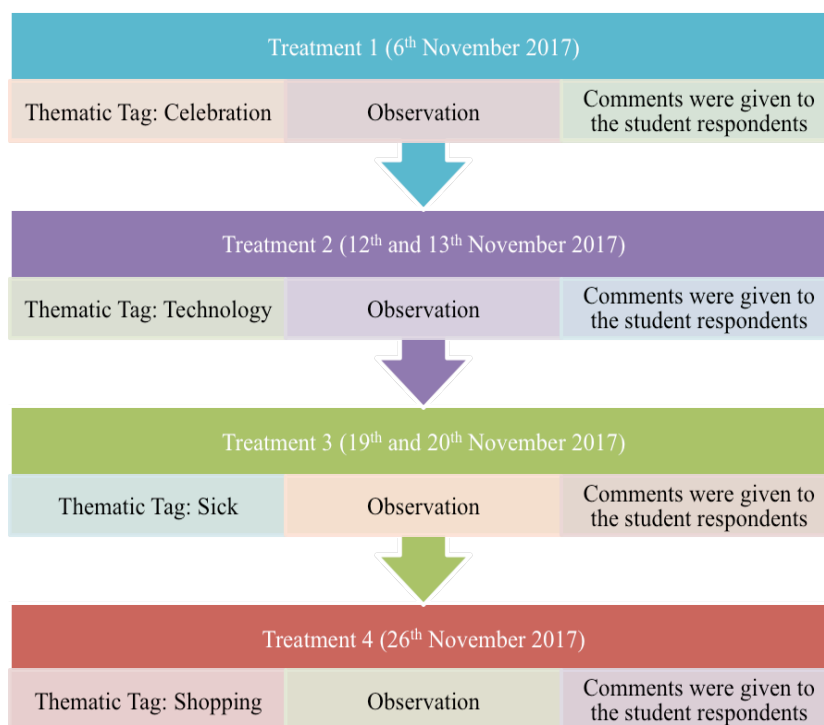 Treatment 1 (6th November 2017)
Thematic Tag: Celebration
Observation
Comments were given to
the student respondents
Treatment 2 (12th and 13th November 2017)
Thematic Tag: Technology
Observation
Comments were given to
the student respondents
Treatment 3 (19th and 20th November 2017)
Thematic Tag: Sick
Observation
Comments were given to
the student respondents
Treatment 4 (26th November 2017)
Thematic Tag: Shopping
Observation
Comments were given to
the student respondents